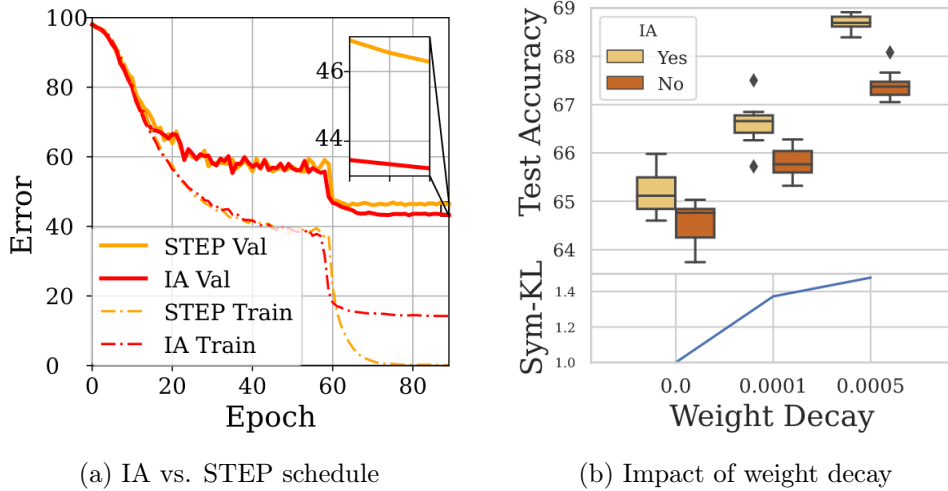 100
80
60
40
20
0
Error
46
44
STEP Val
IA Val
STEP Train
IA Train
0 20 40 60 80
Epoch
(a) IA vs. STEP schedule
69
68
67
66
65
64
Test Accuracy
IA
Yes
No
1.4
1.2
1.0
Sym-KL
0.0 0.0001 0.0005
Weight Decay
(b) Impact of weight decay